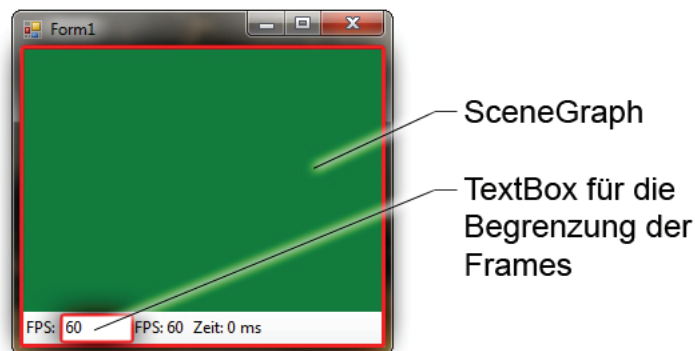 Form1
SceneGraph
TextBox für die
Begrenzung der
Frames
FPS: 60 FPS: 60 Zeit: 0 ms